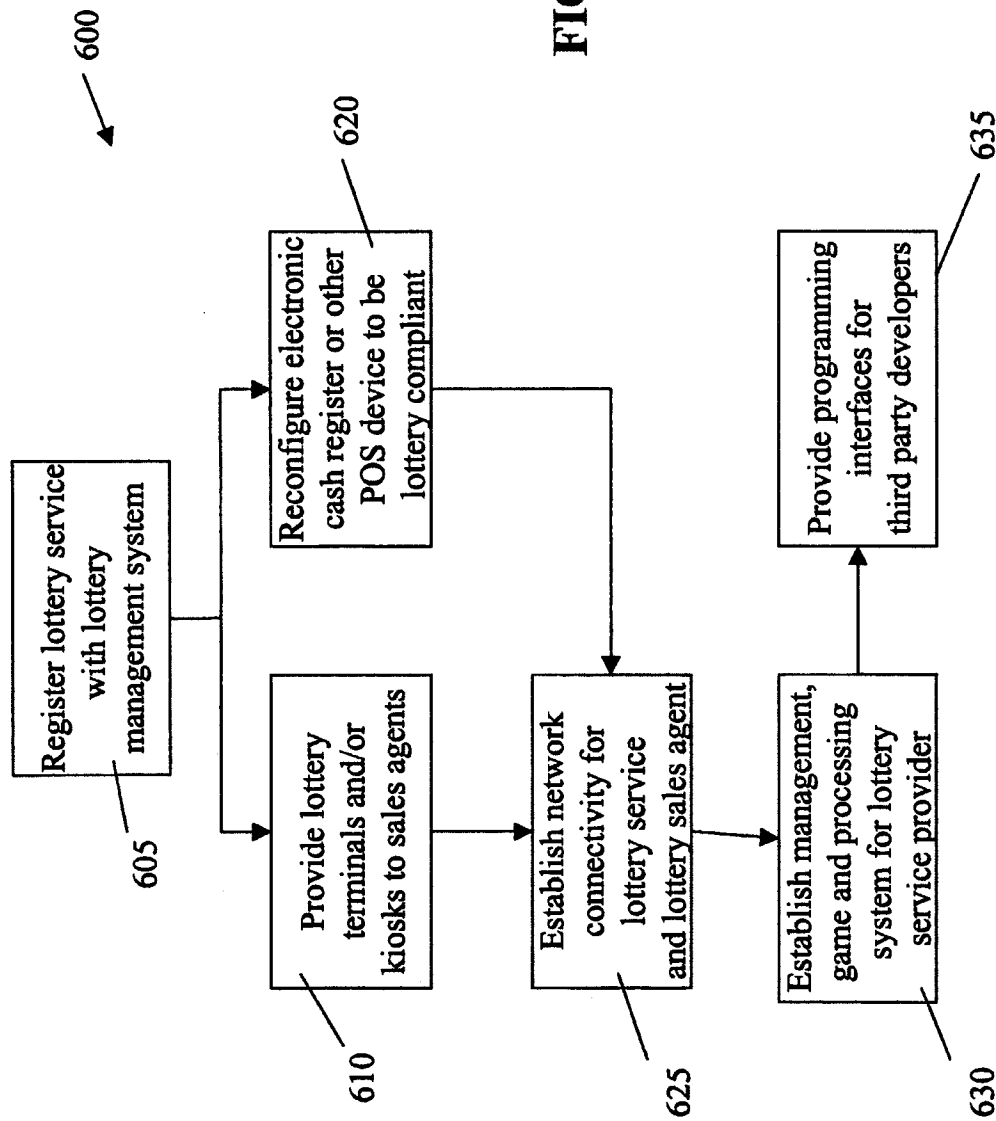 600
Register lottery service
with lottery
management system
605
Provide lottery
terminals and/or
kiosks to sales agents
610
Reconfigure electronic
cash register or other
POS device to be
lottery compliant
620
Establish network
connectivity for
lottery service
and lottery sales agent
625
Establish management,
game and processing
system for lottery
service provider
630
Provide programming
interfaces for
third party developers
635